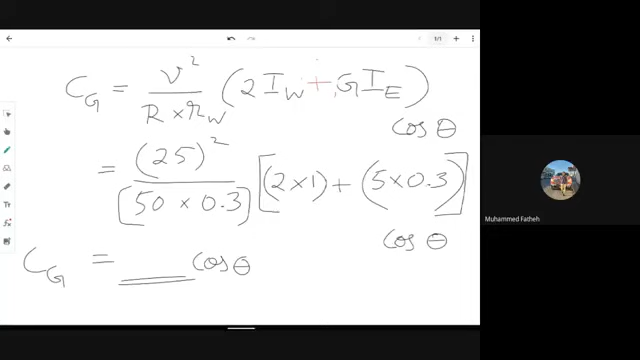 1/1
C_G = v² / (R × r_W) (2 I_W + G I_E)
cos θ
= (25)² / [50 × 0.3] [(2 × 1) + (5 × 0.3)]
cos θ
C_G = ____ cos θ
Tт
f∞
Muhammed Fatheh